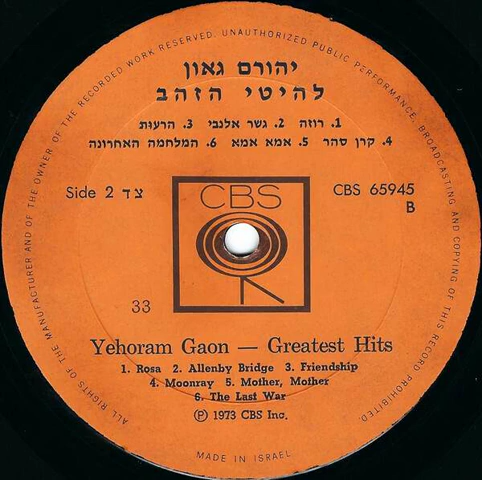 ALL RIGHTS OF THE MANUFACTURER AND OF THE OWNER OF THE RECORDED WORK RESERVED. UNAUTHORIZED PUBLIC PERFORMANCE, BROADCASTING AND COPYING OF THIS RECORD PROHIBITED.
יהורם גאון
להיטי הזהב
1. רוזה 2. גשר אלנבי 3. הרעות
4. קרן סהר 5. אמא אמא 6. המלחמה האחרונה
Side 2 צד
CBS 65945
B
CBS
33
Yehoram Gaon — Greatest Hits
1. Rosa 2. Allenby Bridge 3. Friendship
4. Moonray 5. Mother, Mother
6. The Last War
Ⓟ 1973 CBS Inc.
MADE IN ISRAEL